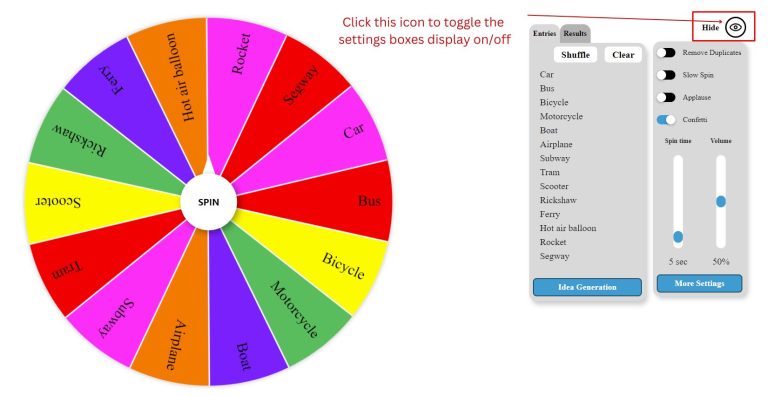 Click this icon to toggle the
settings boxes display on/off
Hide
Rocket
Segway
Car
Bus
Bicycle
Motorcycle
Boat
Airplane
Subway
Tram
Scooter
Rickshaw
Ferry
Hot air balloon
SPIN
Entries
Results
Shuffle
Clear
Car
Bus
Bicycle
Motorcycle
Boat
Airplane
Subway
Tram
Scooter
Rickshaw
Ferry
Hot air balloon
Rocket
Segway
Idea Generation
Remove Duplicates
Slow Spin
Applause
Confetti
Spin time
Volume
5 sec
50%
More Settings